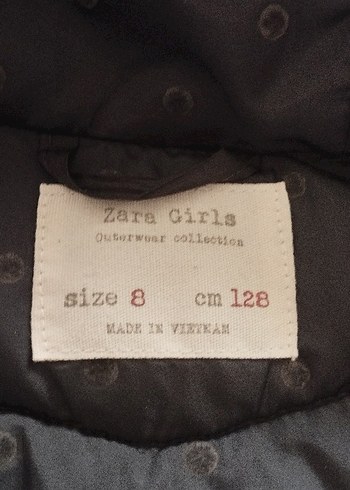 Zara Girls
Outerwear collection
size 8 cm 128
MADE IN VIETNAM